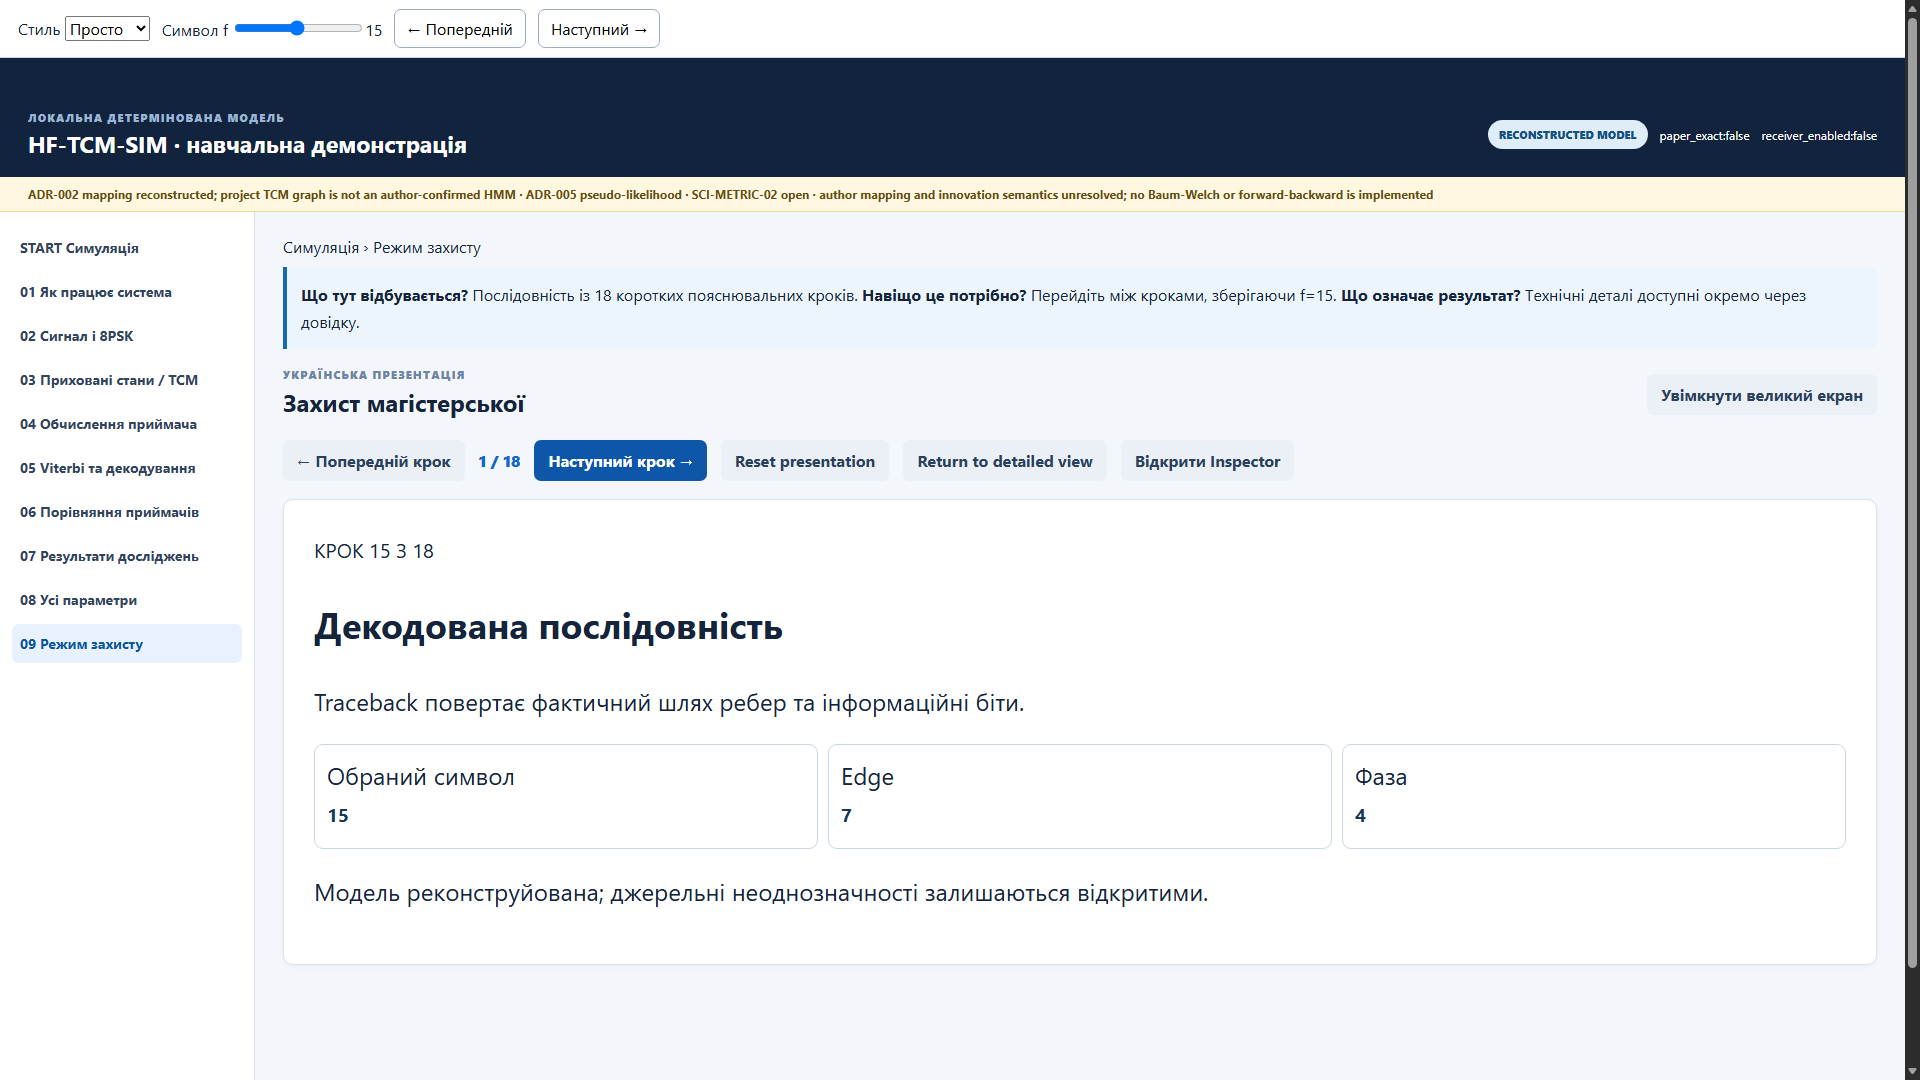 Стиль Просто Символ f 15 ← Попередній Наступний →
ЛОКАЛЬНА ДЕТЕРМІНОВАНА МОДЕЛЬ
HF-TCM-SIM · навчальна демонстрація
RECONSTRUCTED MODEL paper_exact:false receiver_enabled:false
ADR-002 mapping reconstructed; project TCM graph is not an author-confirmed HMM · ADR-005 pseudo-likelihood · SCI-METRIC-02 open · author mapping and innovation semantics unresolved; no Baum-Welch or forward-backward is implemented
START Симуляція
01 Як працює система
02 Сигнал і 8PSK
03 Приховані стани / TCM
04 Обчислення приймача
05 Viterbi та декодування
06 Порівняння приймачів
07 Результати досліджень
08 Усі параметри
09 Режим захисту
Симуляція › Режим захисту
Що тут відбувається? Послідовність із 18 коротких пояснювальних кроків. Навіщо це потрібно? Перейдіть між кроками, зберігаючи f=15. Що означає результат? Технічні деталі доступні окремо через
довідку.
УКРАЇНСЬКА ПРЕЗЕНТАЦІЯ
Захист магістерської
Увімкнути великий екран
← Попередній крок 1 / 18 Наступний крок → Reset presentation Return to detailed view Відкрити Inspector
КРОК 15 З 18
Декодована послідовність
Traceback повертає фактичний шлях ребер та інформаційні біти.
Обраний символ
15
Edge
7
Фаза
4
Модель реконструйована; джерельні неоднозначності залишаються відкритими.